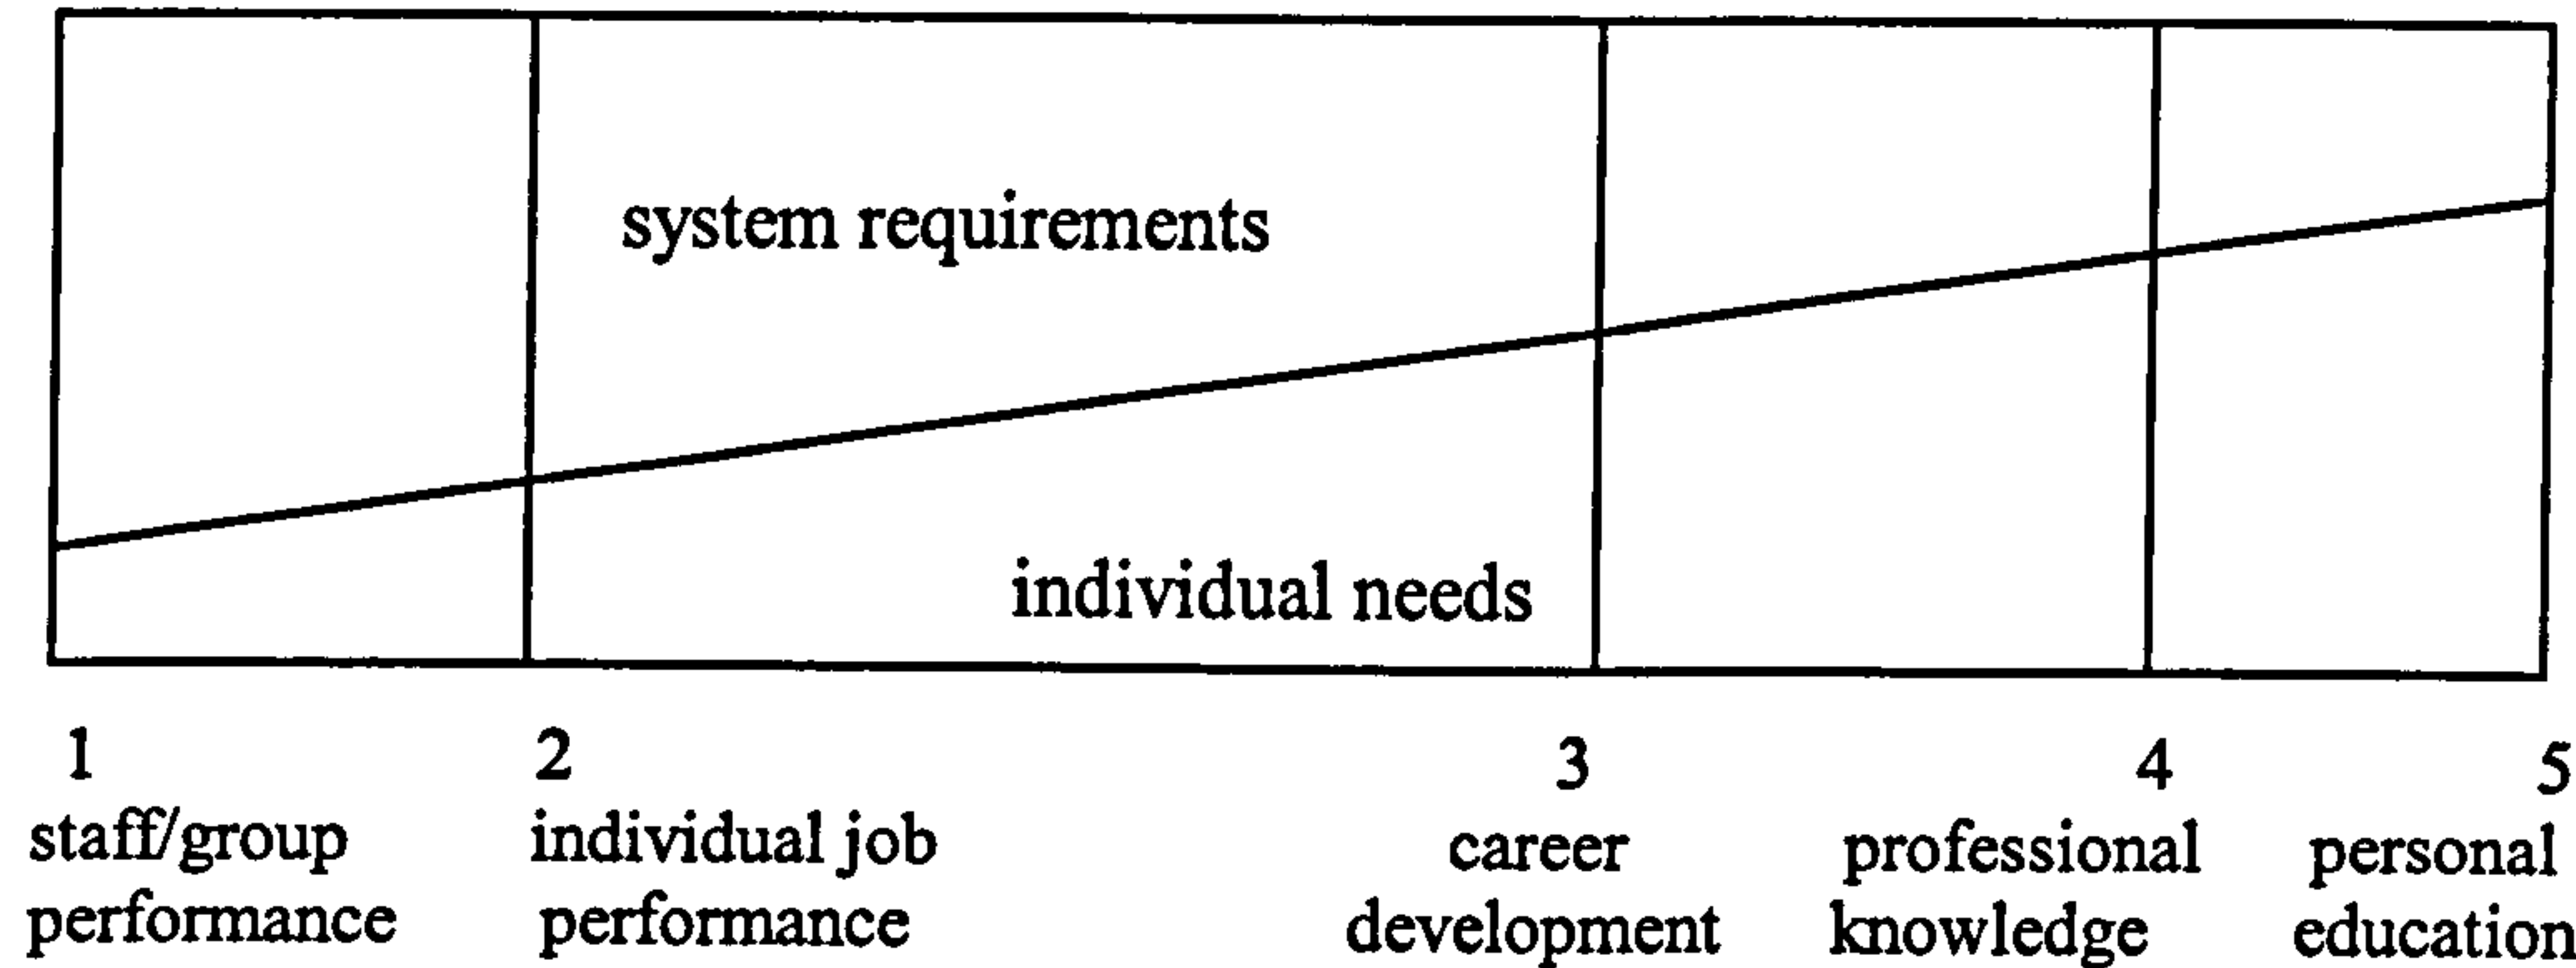 system requirements
individual needs
1 2 3 4 5
staff/group individual job career professional personal
performance performance development knowledge education